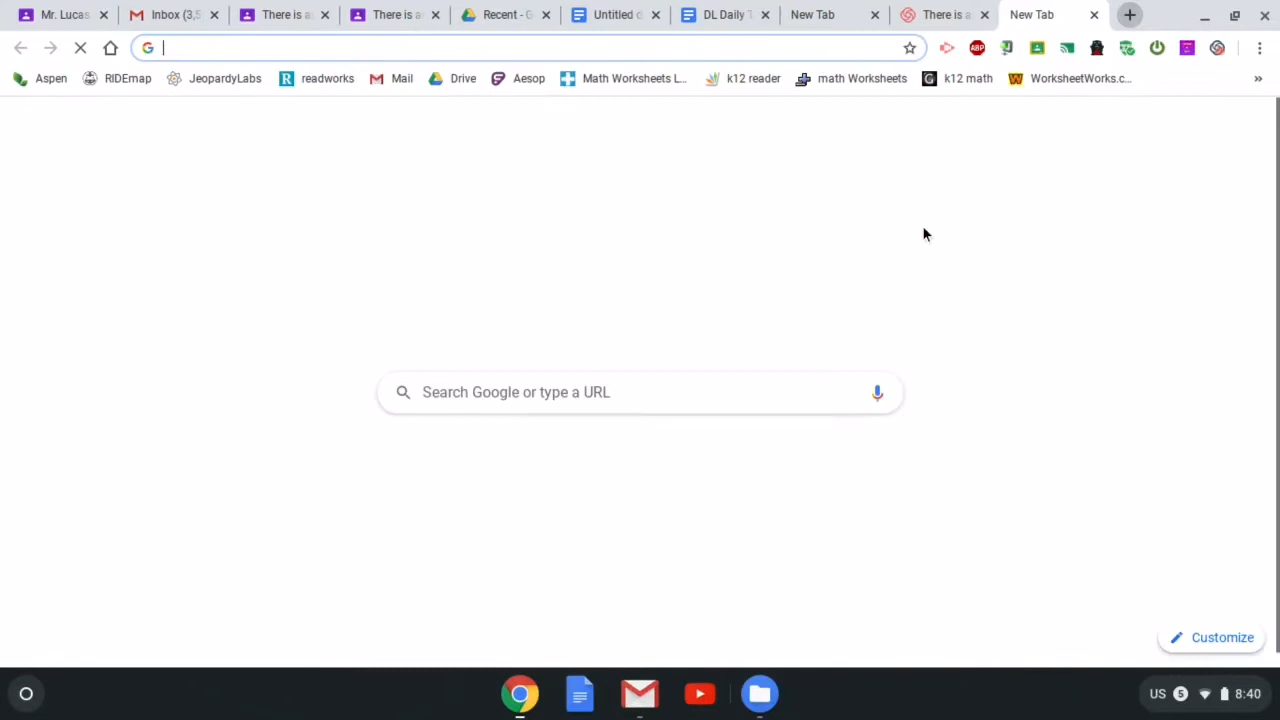 Mr. Lucas Inbox (3,5 There is a There is a Recent - G Untitled d DL Daily T New Tab There is a New Tab
Aspen RIDEmap JeopardyLabs readworks Mail Drive Aesop Math Worksheets L... k12 reader math Worksheets k12 math WorksheetWorks.c... »
Search Google or type a URL
Customize
US 5 8:40